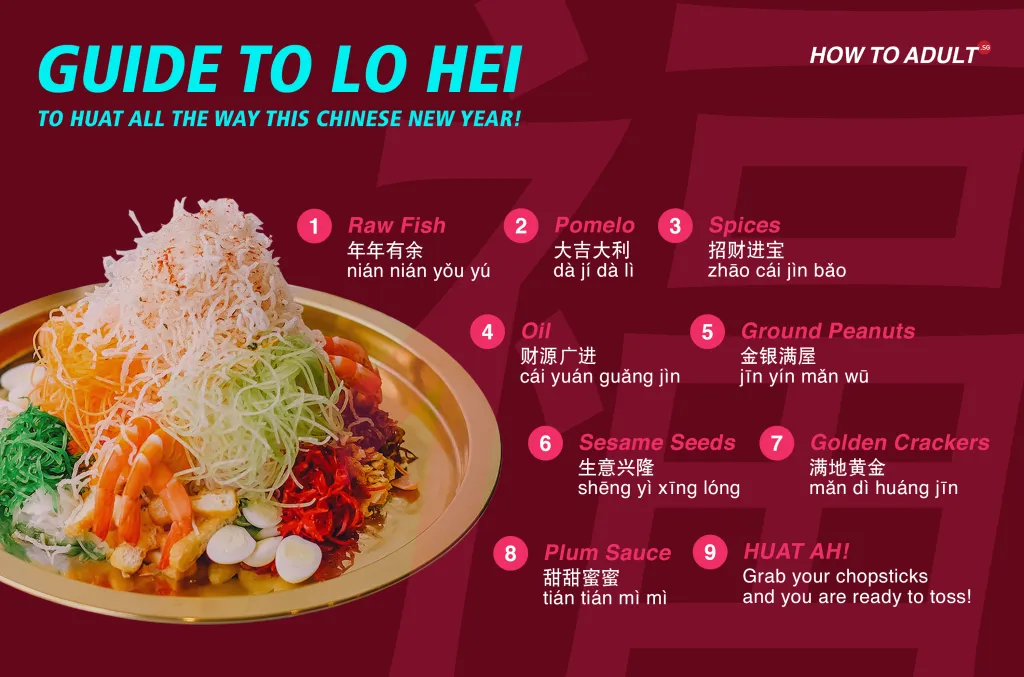 GUIDE TO LO HEI
TO HUAT ALL THE WAY THIS CHINESE NEW YEAR!
HOW TO ADULT .SG
1 Raw Fish
年年有余
nián nián yǒu yú
2 Pomelo
大吉大利
dà jí dà lì
3 Spices
招财进宝
zhāo cái jìn bǎo
4 Oil
财源广进
cái yuán guǎng jìn
5 Ground Peanuts
金银满屋
jīn yín mǎn wū
6 Sesame Seeds
生意兴隆
shēng yì xīng lóng
7 Golden Crackers
满地黄金
mǎn dì huáng jīn
8 Plum Sauce
甜甜蜜蜜
tián tián mì mì
9 HUAT AH!
Grab your chopsticks
and you are ready to toss!
福